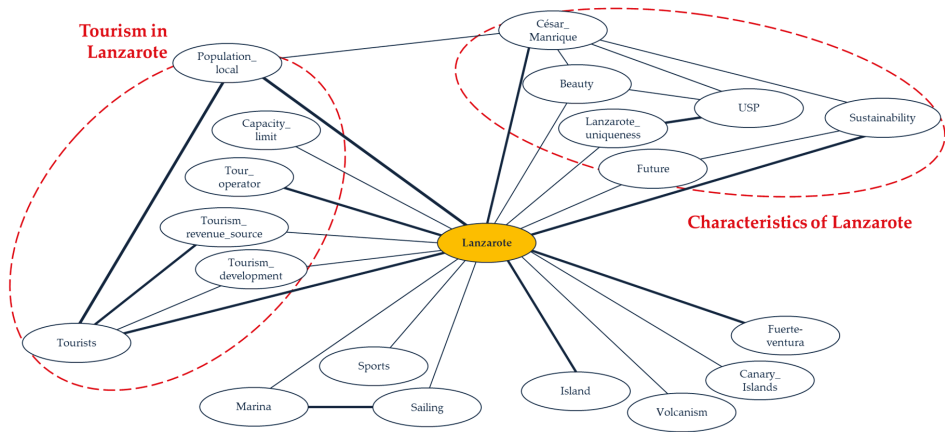 Tourism in
Lanzarote
César_
Manrique
Population_
local
Beauty
USP
Sustainability
Capacity_
limit
Lanzarote_
uniqueness
Tour_
operator
Future
Tourism_
revenue_source
Characteristics of Lanzarote
Lanzarote
Tourism_
development
Tourists
Fuerte-
ventura
Sports
Canary_
Islands
Island
Marina
Sailing
Volcanism